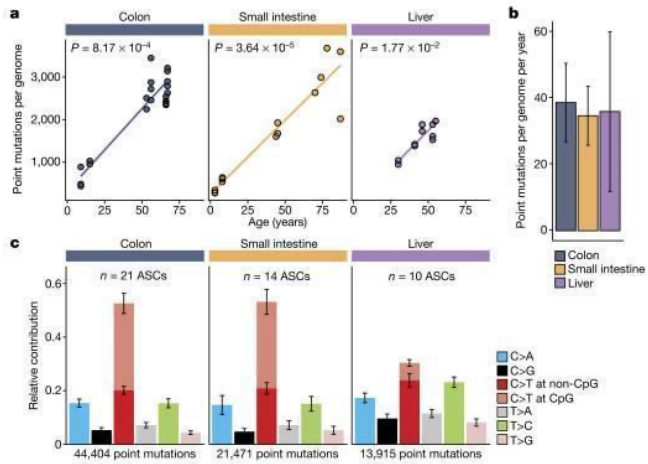 a
Colon
Small intestine
Liver
Point mutations per genome
3,000
2,000
1,000
P = 8.17 × 10⁻⁴
P = 3.64 × 10⁻⁵
P = 1.77 × 10⁻²
0 25 50 75
0 25 50 75
0 25 50 75
Age (years)
b
Point mutations per genome per year
60
40
20
0
Colon
Small intestine
Liver
c
Colon
Small intestine
Liver
Relative contribution
0.6
0.4
0.2
0
n = 21 ASCs
n = 14 ASCs
n = 10 ASCs
44,404 point mutations
21,471 point mutations
13,915 point mutations
C>A
C>G
C>T at non-CpG
C>T at CpG
T>A
T>C
T>G